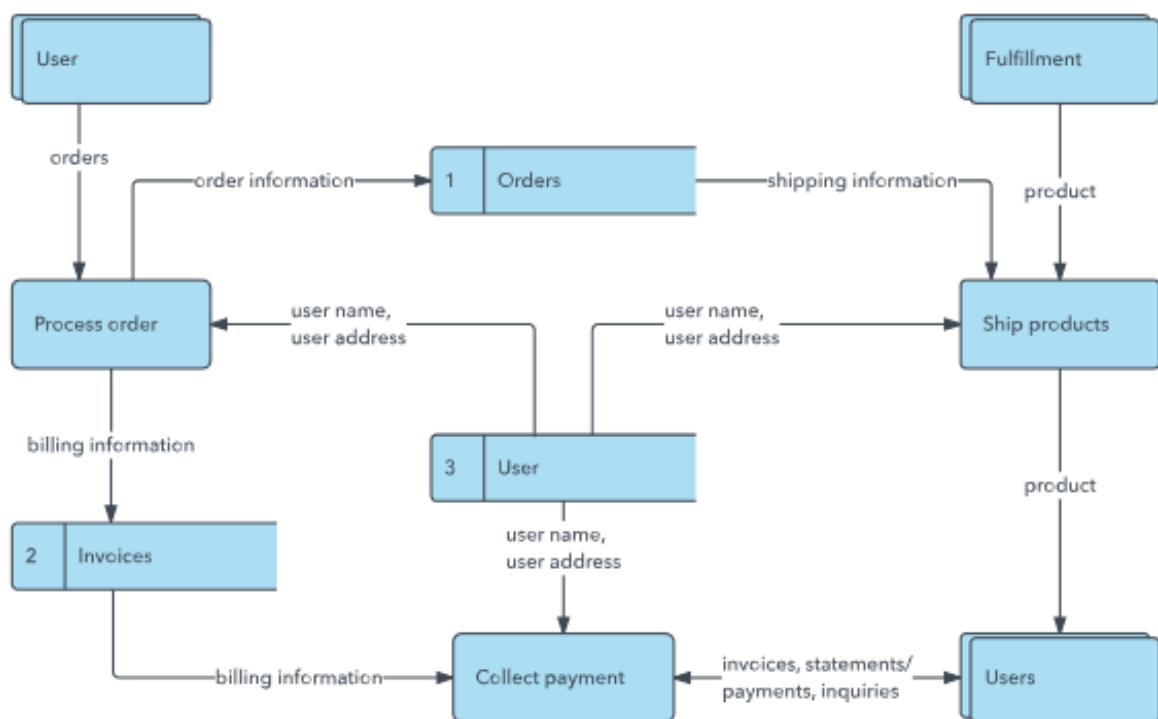 User
Fulfillment
orders
order information
1 Orders
shipping information
product
Process order
user name,
user address
user name,
user address
Ship products
billing information
3 User
product
2 Invoices
user name,
user address
billing information
Collect payment
invoices, statements/
payments, inquiries
Users